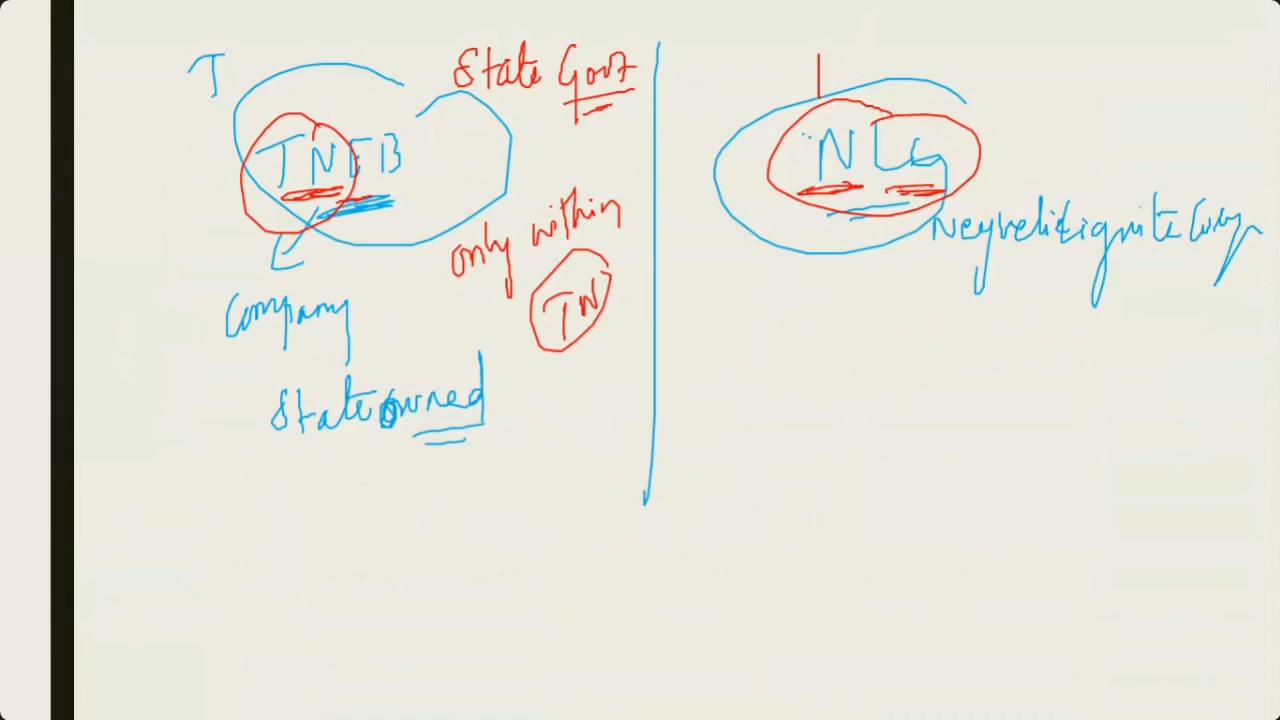 T
State Govt
TNEB
only within
TN
Company
State owned
NLC
Neyveli Lignite Corp